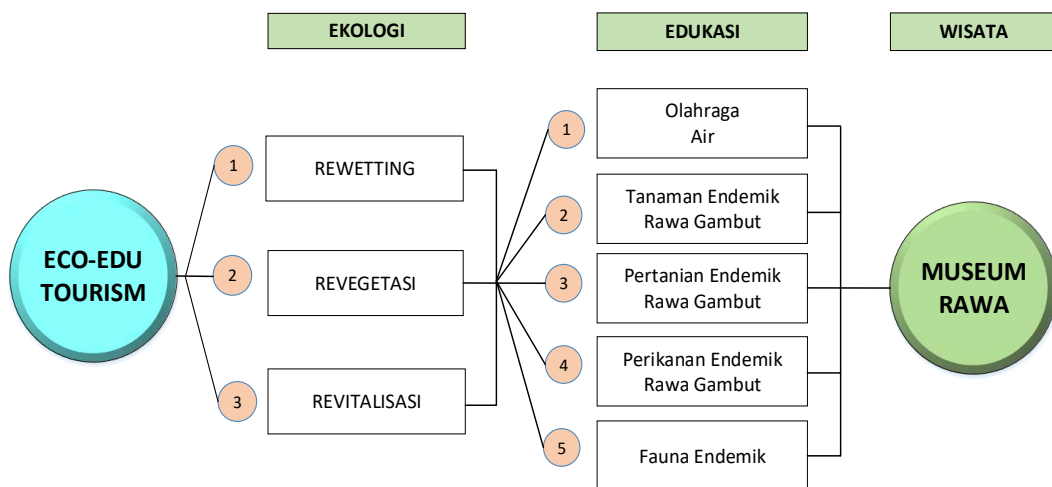 EKOLOGI
EDUKASI
WISATA
ECO-EDU
TOURISM
1
REWETTING
2
REVEGETASI
3
REVITALISASI
1
Olahraga
Air
2
Tanaman Endemik
Rawa Gambut
3
Pertanian Endemik
Rawa Gambut
4
Perikanan Endemik
Rawa Gambut
5
Fauna Endemik
MUSEUM
RAWA